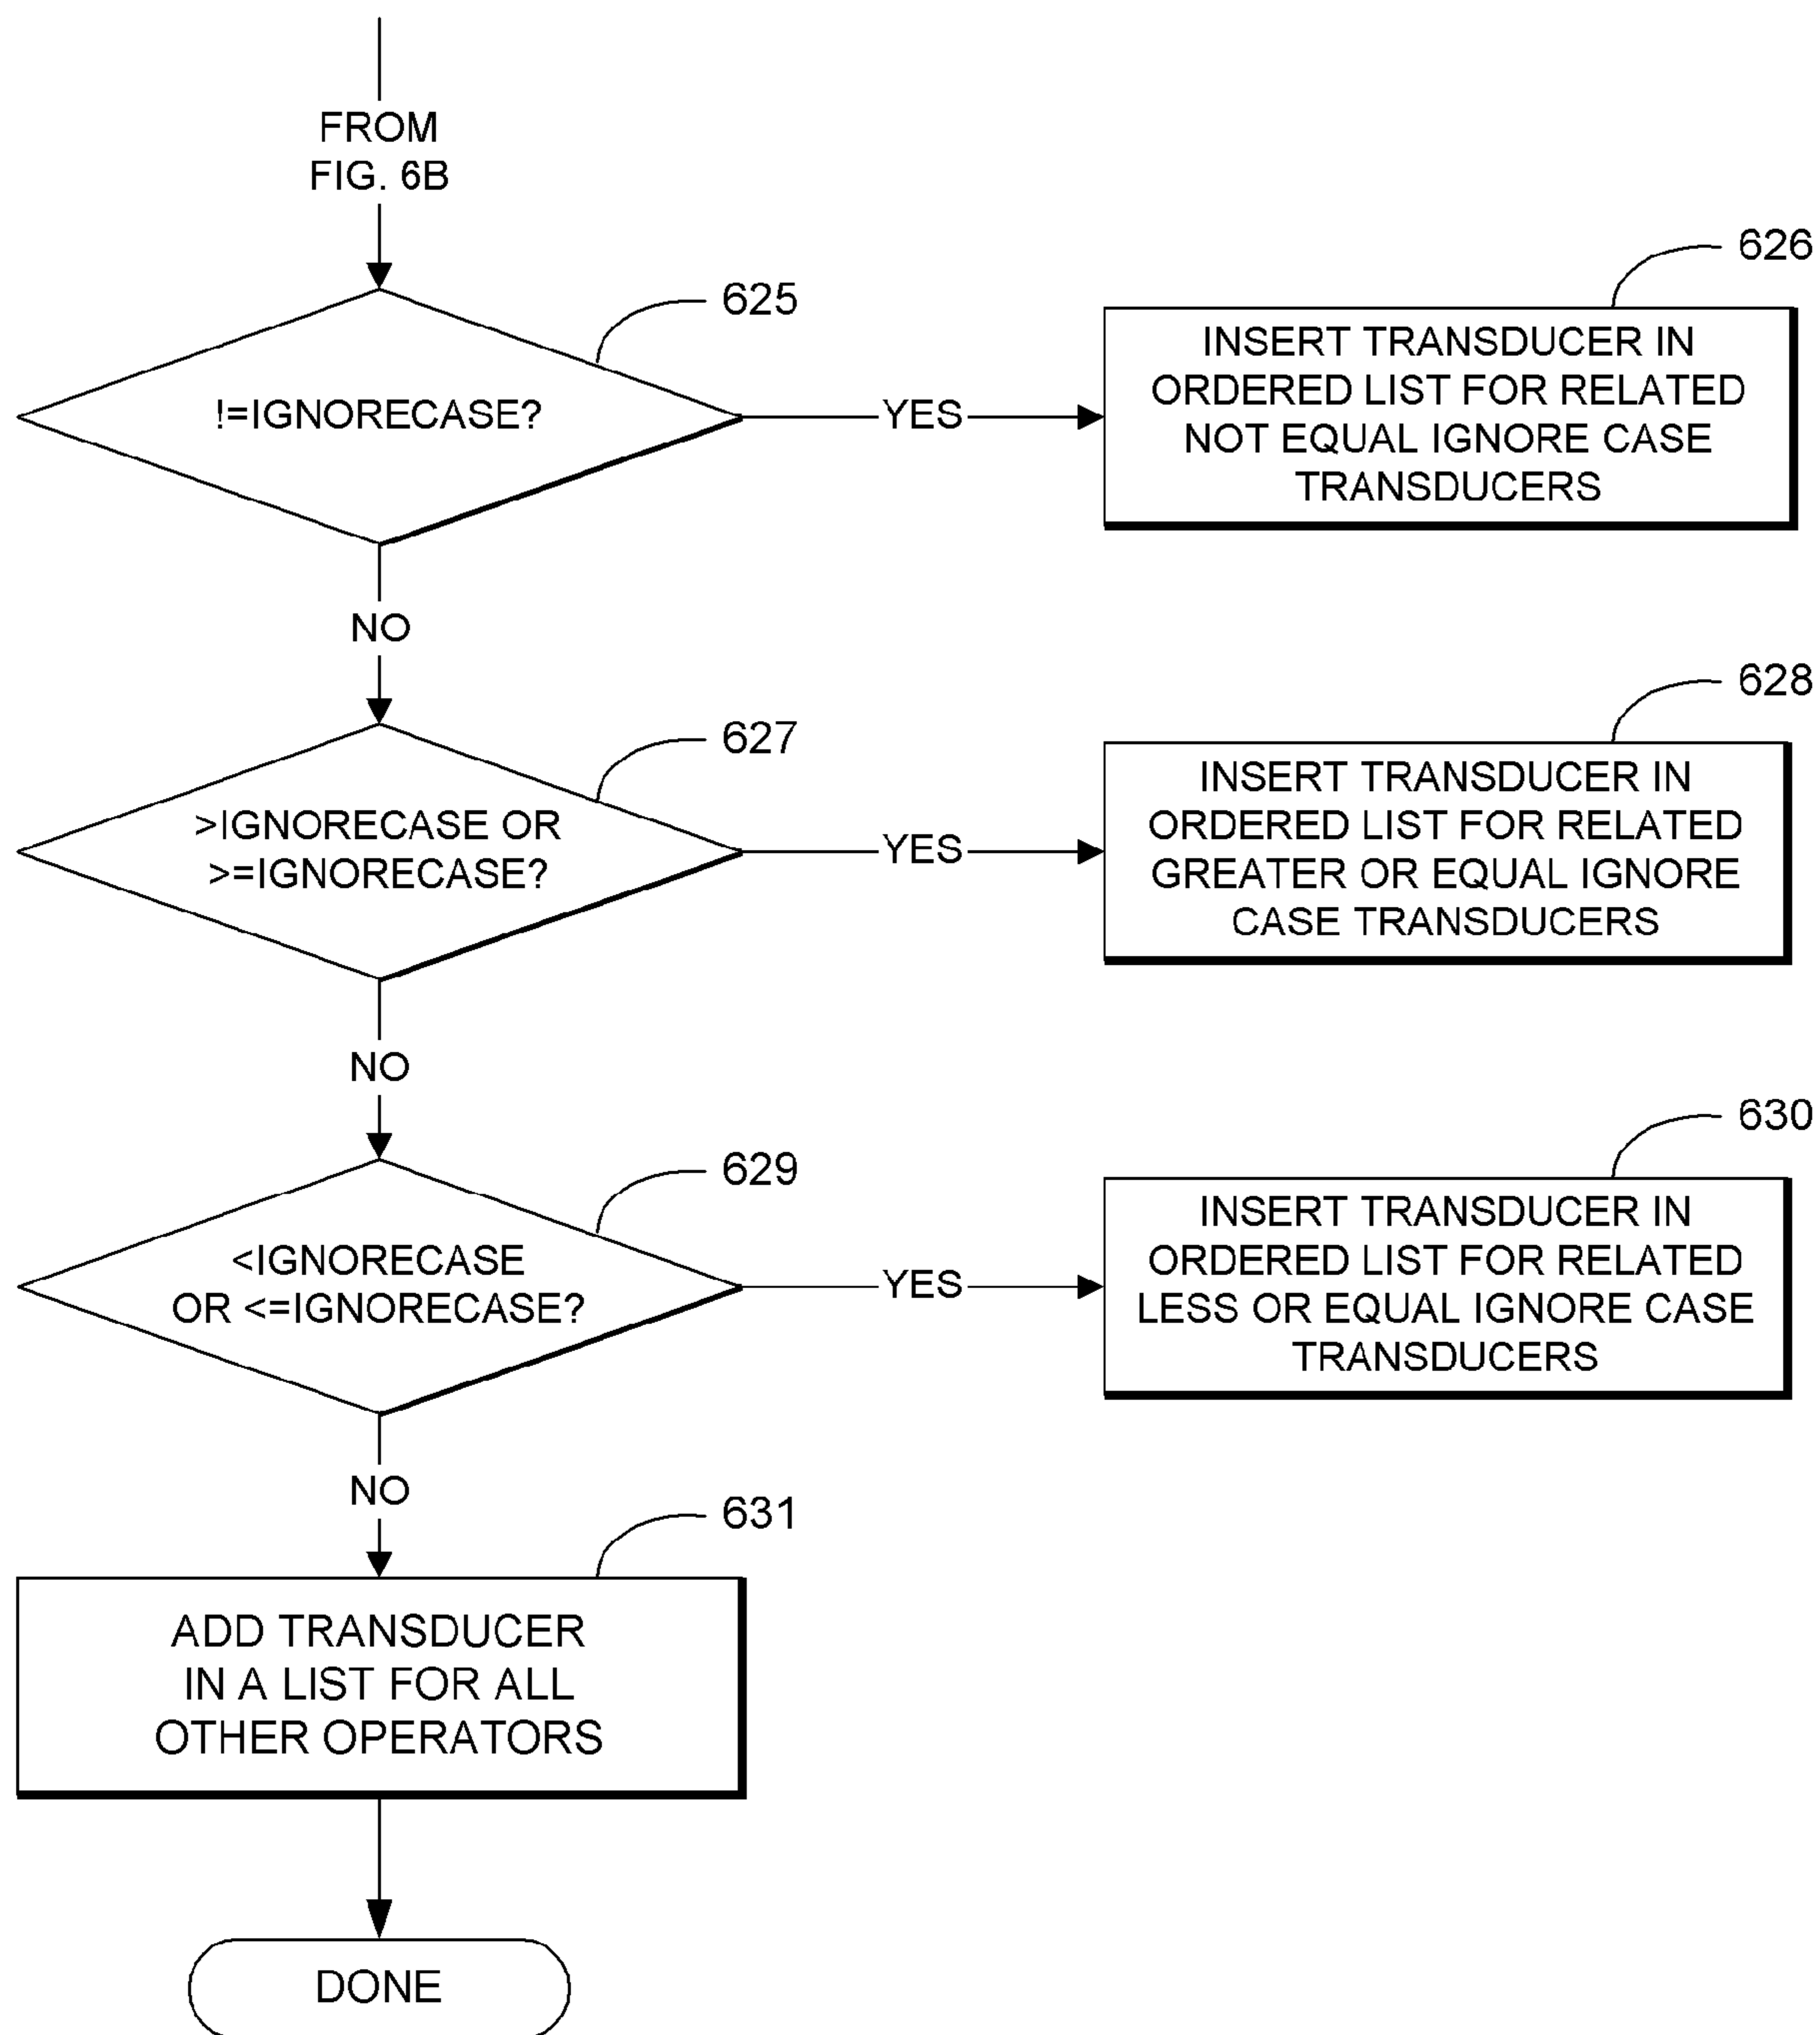 FROM
FIG. 6B
625
!=IGNORECASE?
YES
626
INSERT TRANSDUCER IN
ORDERED LIST FOR RELATED
NOT EQUAL IGNORE CASE
TRANSDUCERS
NO
627
>IGNORECASE OR
>=IGNORECASE?
YES
628
INSERT TRANSDUCER IN
ORDERED LIST FOR RELATED
GREATER OR EQUAL IGNORE
CASE TRANSDUCERS
NO
629
<IGNORECASE
OR <=IGNORECASE?
YES
630
INSERT TRANSDUCER IN
ORDERED LIST FOR RELATED
LESS OR EQUAL IGNORE CASE
TRANSDUCERS
NO
631
ADD TRANSDUCER
IN A LIST FOR ALL
OTHER OPERATORS
DONE